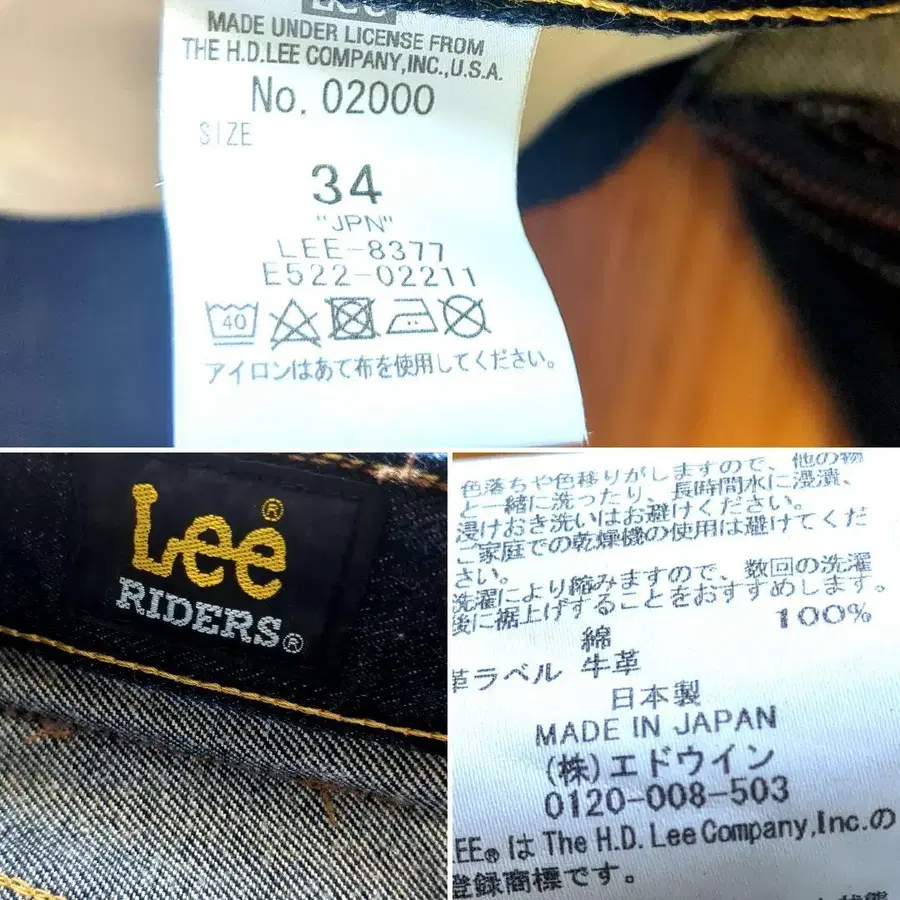 Lee
MADE UNDER LICENSE FROM
THE H.D.LEE COMPANY,INC.,U.S.A.
No. 02000
SIZE
34
"JPN"
LEE-8377
E522-02211
40
アイロンはあて布を使用してください。
Lee®
RIDERS®
色落ちや色移りがしますので、他の物
と一緒に洗ったり、長時間水に浸漬、
浸けおき洗いはお避けください。
ご家庭での乾燥機の使用は避けてくだ
さい。
洗濯により縮みますので、数回の洗濯
後に裾上げすることをおすすめします。
綿 100%
革ラベル 牛革
日本製
MADE IN JAPAN
(株)エドウイン
0120-008-503
LEE® は The H.D. Lee Company, Inc.の
登録商標です。